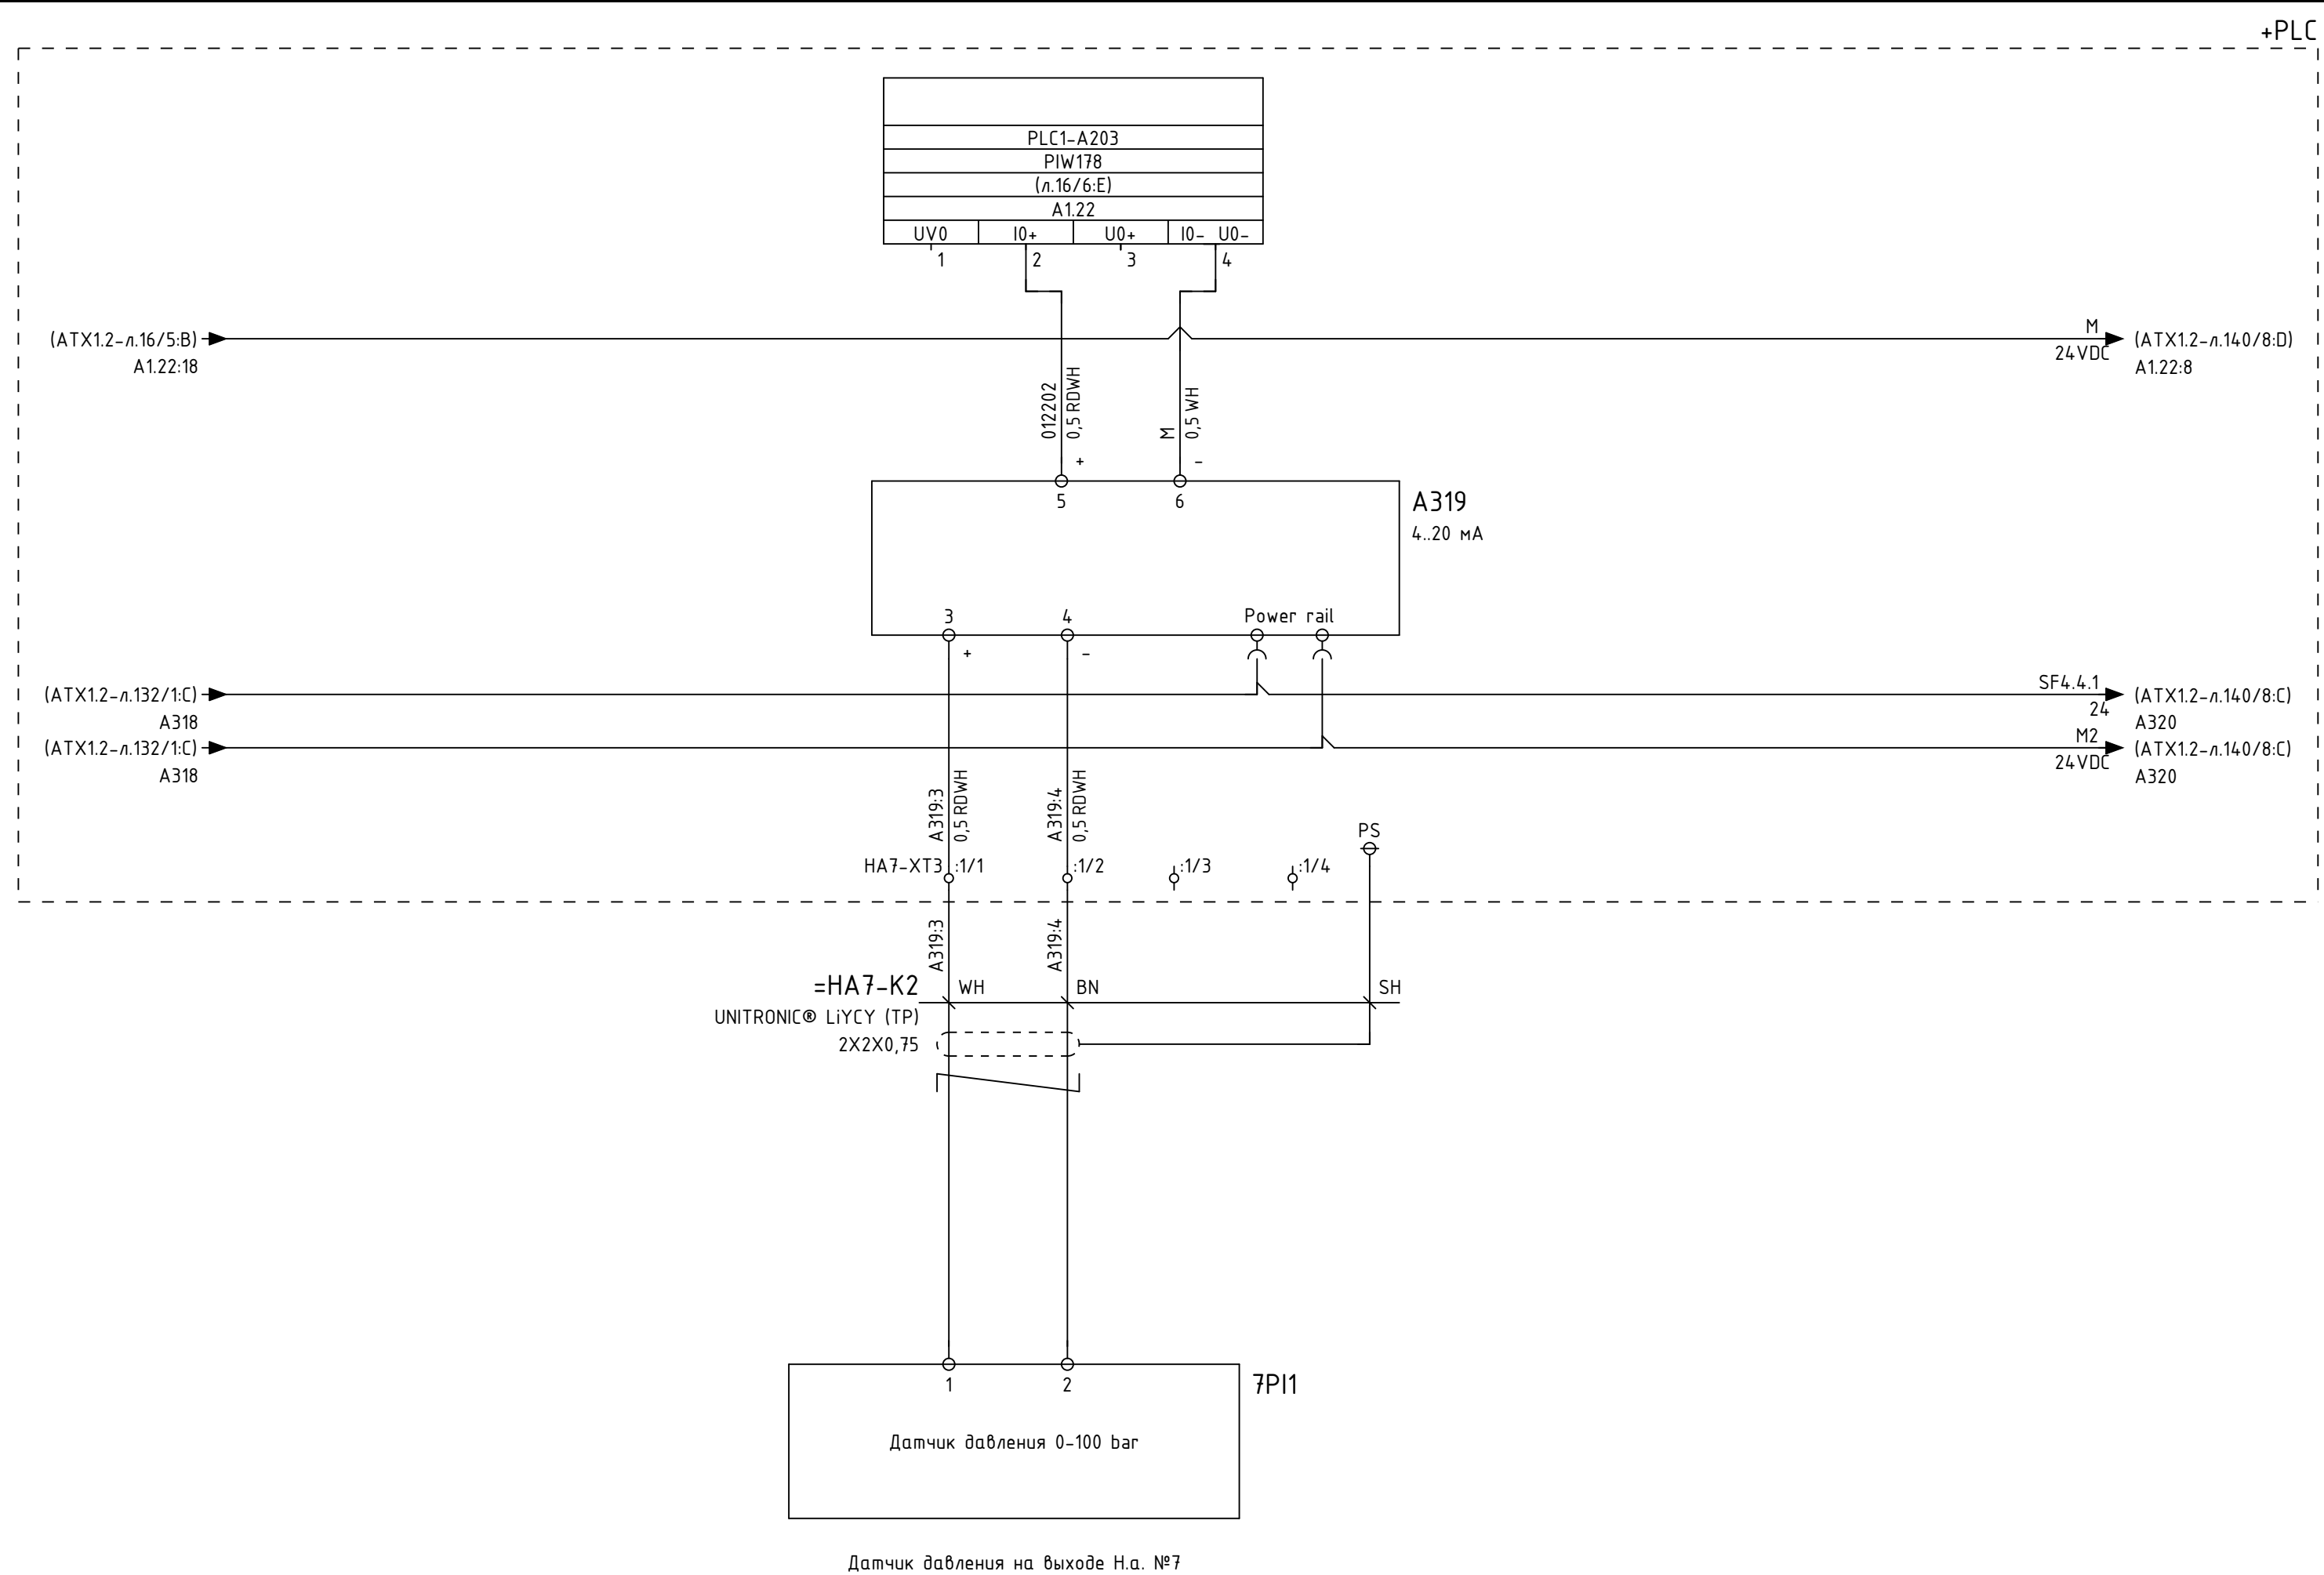 +PLC
PLC1-A203
PIW178
(л.16/6:E)
A1.22
UV0 I0+ U0+ I0- U0-
1 2 3 4
(ATX1.2-л.16/5:B)
A1.22:18
M
24VDC
(ATX1.2-л.140/8:D)
A1.22:8
012202
0,5 RDWH
M
0,5 WH
+ -
5 6
A319
4..20 мА
3 4 Power rail
+ -
(ATX1.2-л.132/1:C)
A318
SF4.4.1
24
(ATX1.2-л.140/8:C)
A320
(ATX1.2-л.132/1:C)
A318
M2
24VDC
(ATX1.2-л.140/8:C)
A320
A319:3
0,5 RDWH
A319:4
0,5 RDWH
PS
HA7-XT3 :1/1 :1/2 :1/3 :1/4
A319:3
A319:4
=HA7-K2 WH BN SH
UNITRONIC® LiYCY (TP)
2X2X0,75
1 2
7PI1
Датчик давления 0-100 bar
Датчик давления на выходе Н.а. №7